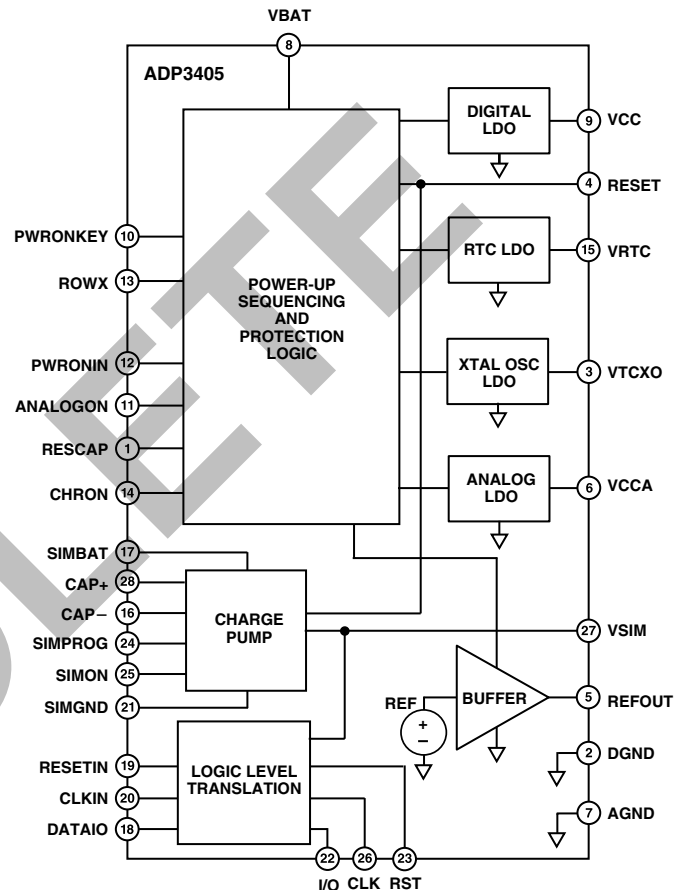 VBAT
8
ADP3405
DIGITAL
LDO
9 VCC
4 RESET
PWRONKEY 10
ROWX 13
PWRONIN 12
ANALOGON 11
RESCAP 1
CHRON 14
POWER-UP
SEQUENCING
AND
PROTECTION
LOGIC
RTC LDO
15 VRTC
XTAL OSC
LDO
3 VTCXO
ANALOG
LDO
6 VCCA
SIMBAT 17
CAP+ 28
CAP− 16
SIMPROG 24
SIMON 25
SIMGND 21
CHARGE
PUMP
27 VSIM
REF
+
−
BUFFER
5 REFOUT
2 DGND
7 AGND
RESETIN 19
CLKIN 20
DATAIO 18
LOGIC LEVEL
TRANSLATION
22 26 23
I/O CLK RST
OLETE